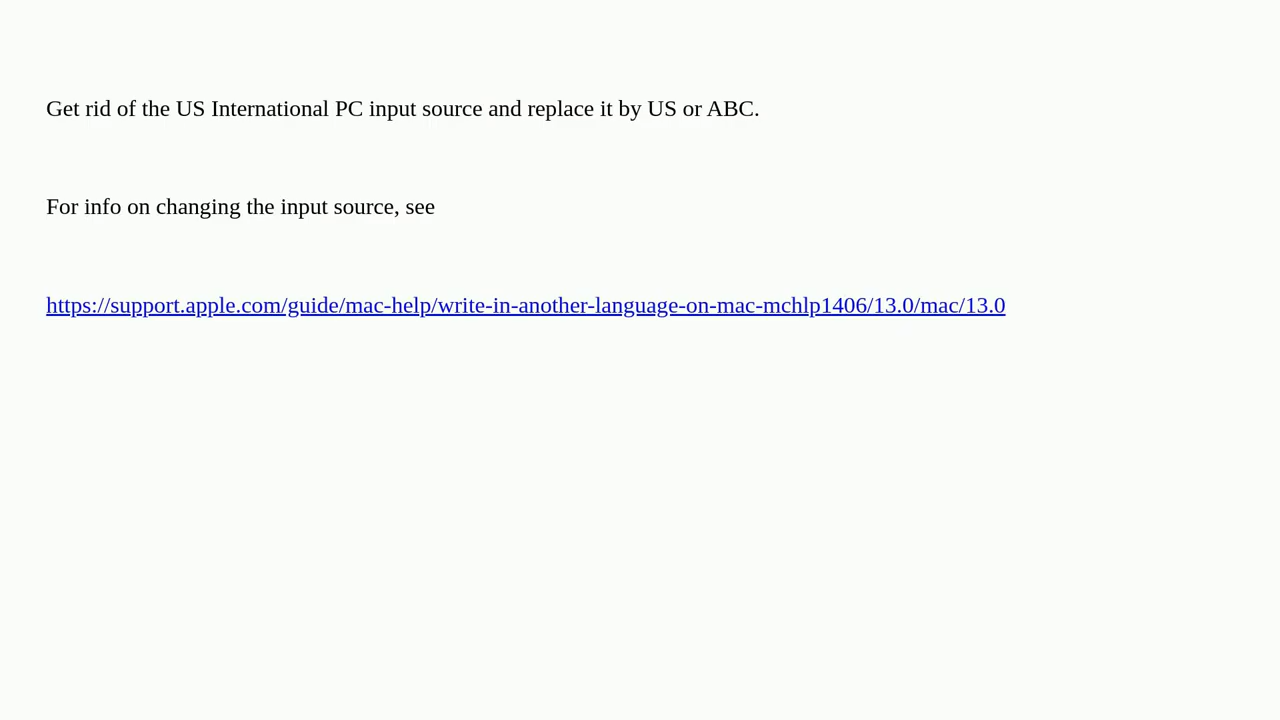 Get rid of the US International PC input source and replace it by US or ABC.
For info on changing the input source, see
https://support.apple.com/guide/mac-help/write-in-another-language-on-mac-mchlp1406/13.0/mac/13.0